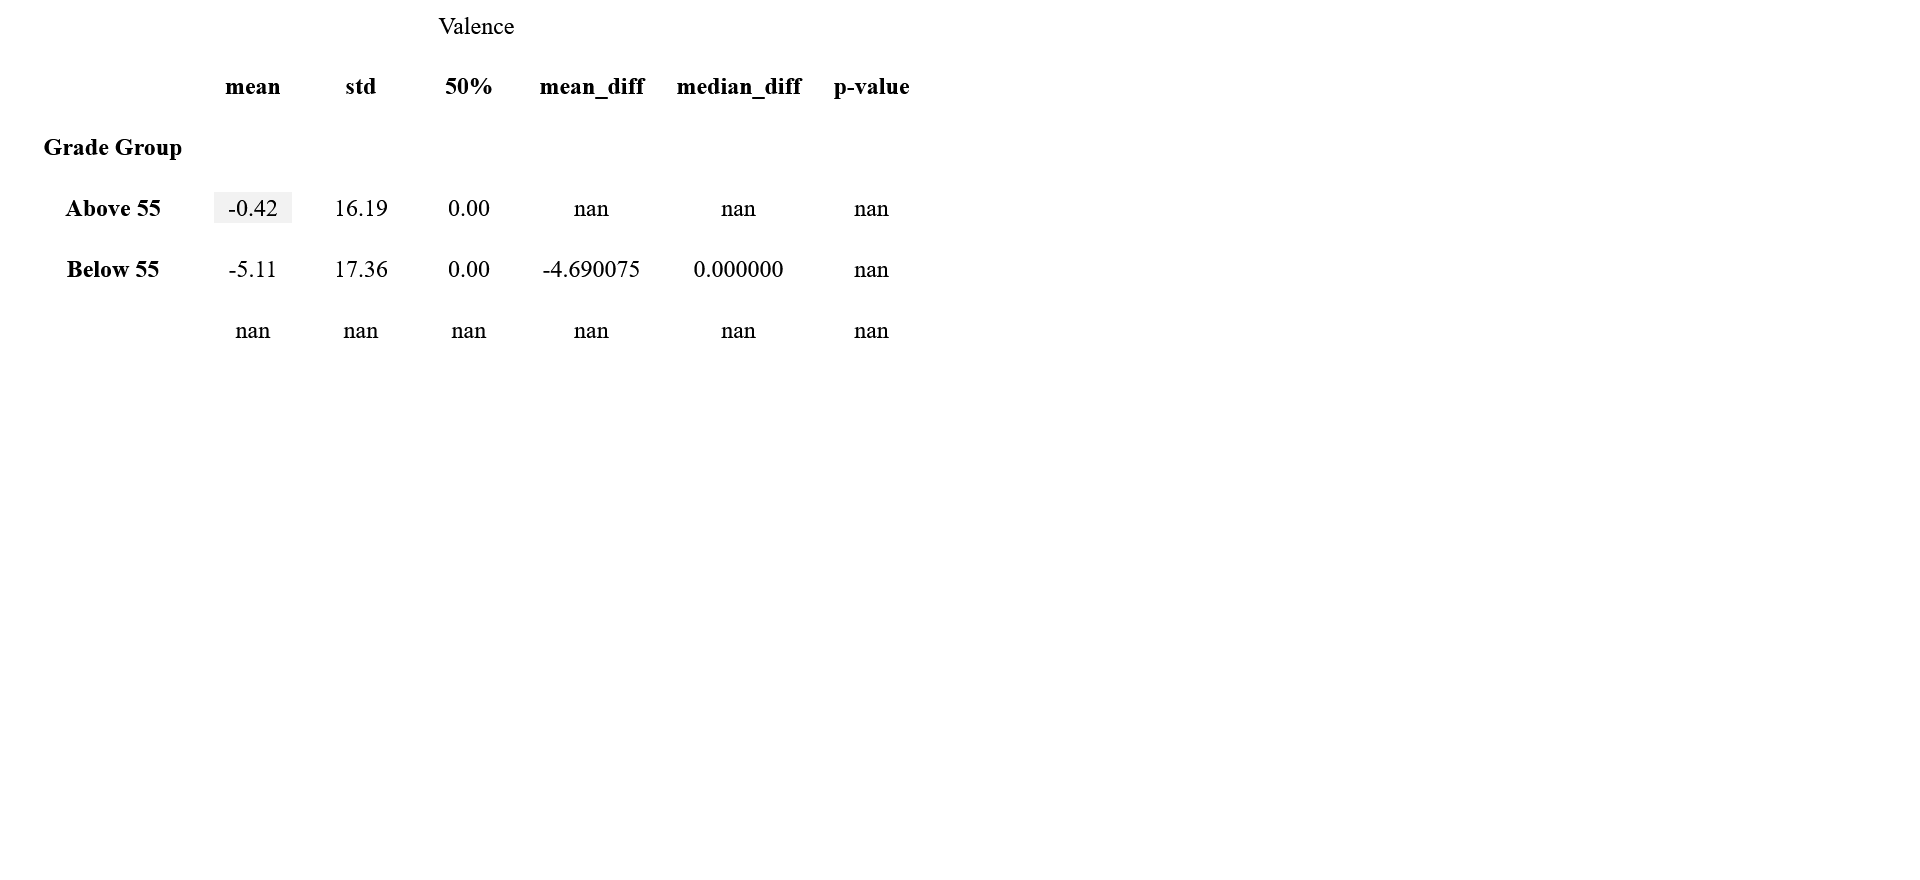 Valence
mean std 50% mean_diff median_diff p-value
Grade Group
Above 55 -0.42 16.19 0.00 nan nan nan
Below 55 -5.11 17.36 0.00 -4.690075 0.000000 nan
nan nan nan nan nan nan